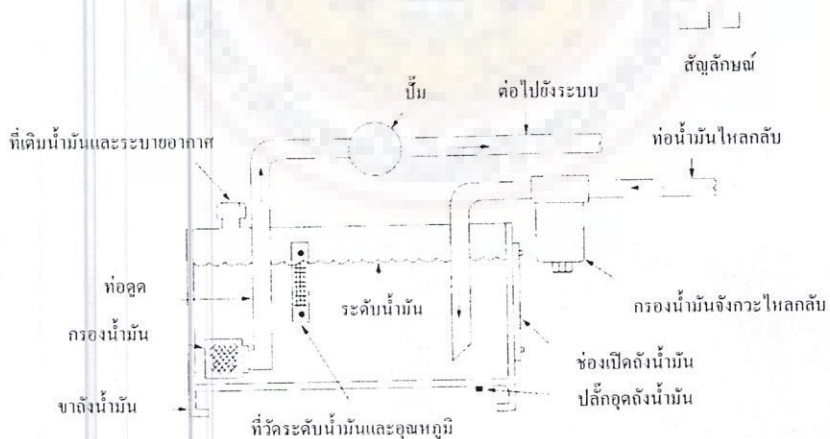 สัญลักษณ์
ปั๊ม
ต่อไปยังระบบ
ท่อน้ำมันไหลกลับ
ที่เติมน้ำมันและระบายอากาศ
ท่อดูด
ระดับน้ำมัน
กรองน้ำมันจังกวะไหลกลับ
กรองน้ำมัน
ช่องเปิดถังน้ำมัน
ขาถังน้ำมัน
ปลั๊กอุดถังน้ำมัน
ที่วัดระดับน้ำมันและอุณหภูมิ